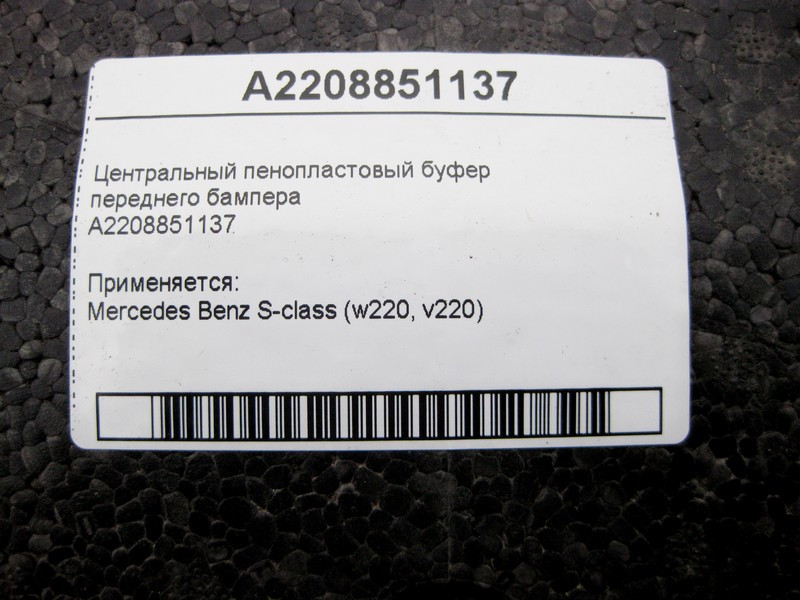 A2208851137
Центральный пенопластовый буфер
переднего бампера
A2208851137
Применяется:
Mercedes Benz S-class (w220, v220)